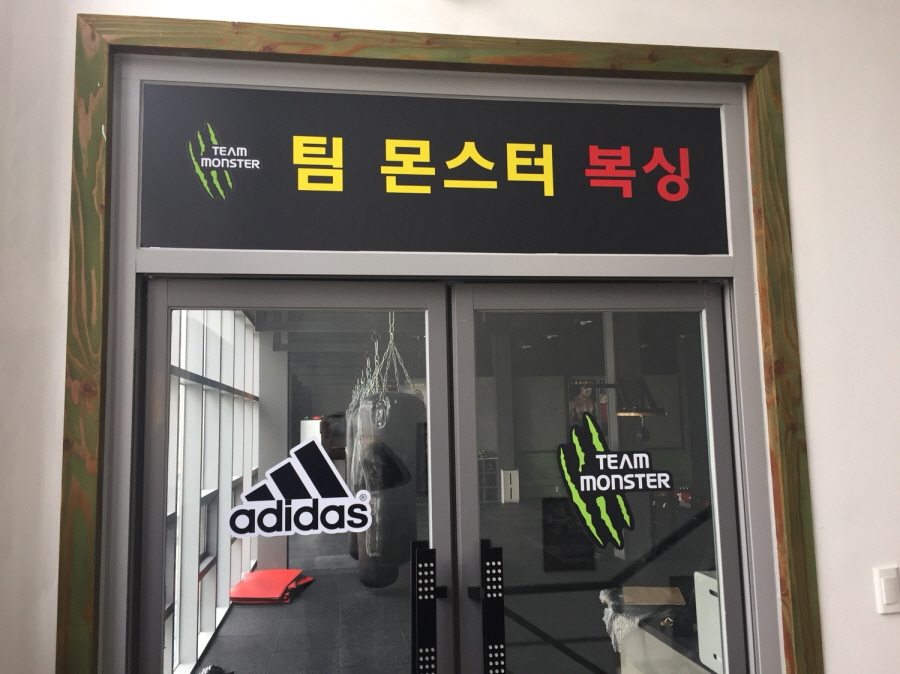 TEAM
MONSTER
팀 몬스터 복싱
adidas®
TEAM
MONSTER